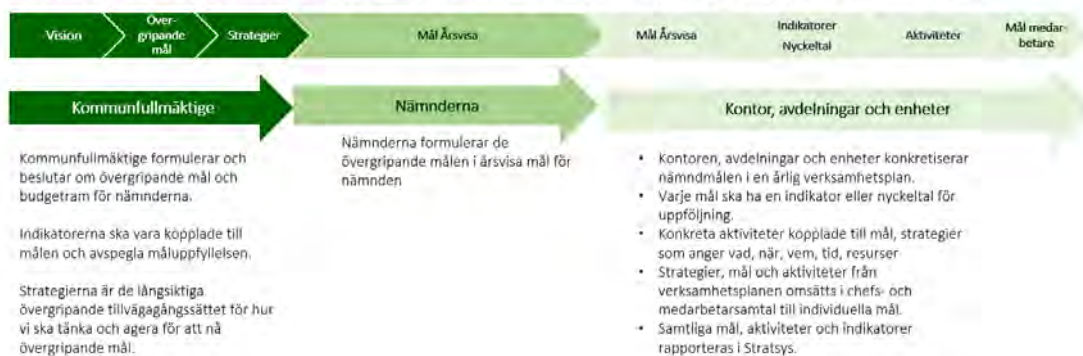 Vision
Över-
gripande
mål
Strategier
Mål Årsvisa
Mål Årsvisa
Indikatorer
Nyckeltal
Aktiviteter
Mål medar-
betare
Kommunfullmäktige
Nämnderna
Kontor, avdelningar och enheter
Kommunfullmäktige formulerar och
beslutar om övergripande mål och
budgetram för nämnderna.
Indikatorerna ska vara kopplade till
målen och avspegla måluppfyllelsen.
Strategierna är de långsiktiga
övergripande tillvägagångssättet för hur
vi ska tänka och agera för att nå
övergripande mål.
Nämnderna formulerar de
övergripande målen i årsvisa mål för
nämnden
• Kontoren, avdelningar och enheter konkretiserar
nämndmålen i en årlig verksamhetsplan.
• Varje mål ska ha en indikator eller nyckeltal för
uppföljning.
• Konkreta aktiviteter kopplade till mål, strategier
som anger vad, när, vem, tid, resurser
• Strategier, mål och aktiviteter från
verksamhetsplanen omsätts i chefs- och
medarbetarsamtal till individuella mål.
• Samtliga mål, aktiviteter och indikatorer
rapporteras i Stratsys.